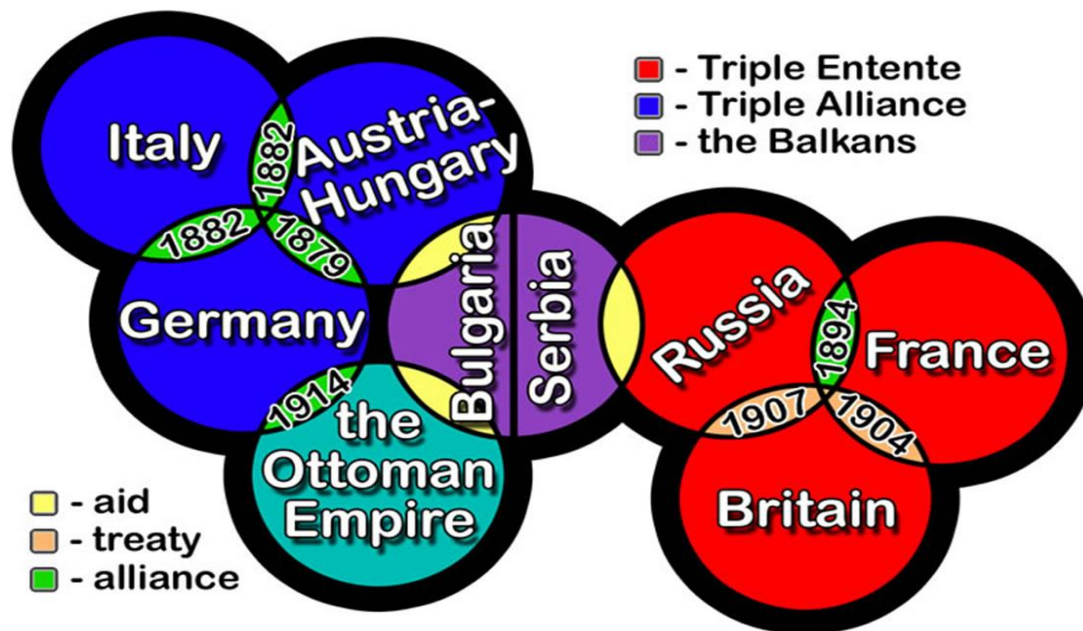 - Triple Entente
- Triple Alliance
- the Balkans
Italy
1882
Austria-
Hungary
1882
1879
Germany
Bulgaria
Serbia
Russia
1894
France
1914
the
Ottoman
Empire
1907
1904
Britain
- aid
- treaty
- alliance